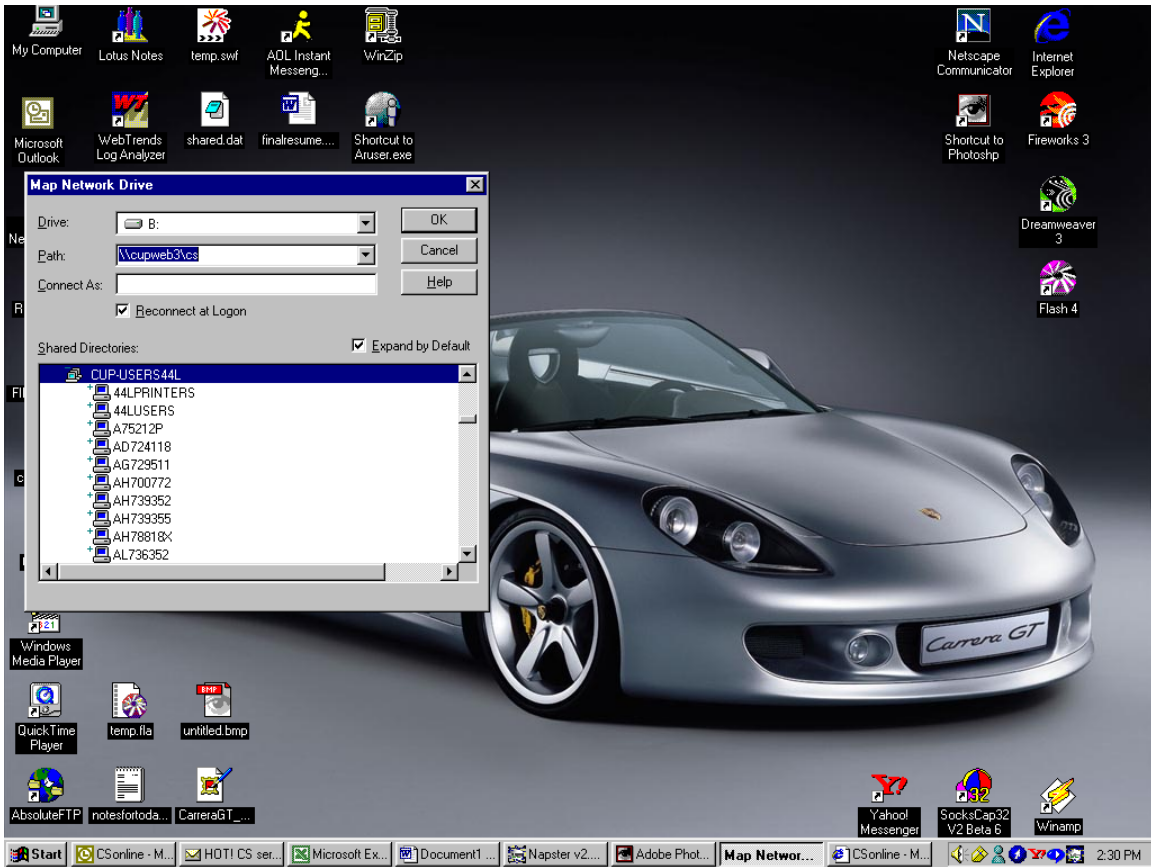 My Computer
Lotus Notes
temp.swf
AOL Instant
Messeng...
WinZip
Netscape
Communicator
Internet
Explorer
Microsoft
Outlook
WebTrends
Log Analyzer
shared.dat
finalresume....
Shortcut to
Aruser.exe
Shortcut to
Photoshp
Fireworks 3
Dreamweaver
3
Flash 4
Map Network Drive
Drive:
B:
OK
Path:
\\cupweb3\cs
Cancel
Connect As:
Help
Reconnect at Logon
Shared Directories:
Expand by Default
CUP-USERS44L
44LPRINTERS
44LUSERS
A75212P
AD724118
AG729511
AH700772
AH739352
AH739355
AH78818X
AL736352
Carrera GT
Windows
Media Player
QuickTime
Player
temp.fla
BMP
untitled.bmp
AbsoluteFTP
notesfortoda...
CarreraGT_...
Yahoo!
Messenger
SocksCap32
V2 Beta 6
Winamp
Start
CSonline - M...
HOT! CS ser...
Microsoft Ex...
Document1 ...
Napster v2....
Adobe Phot...
Map Networ...
CSonline - M...
2:30 PM